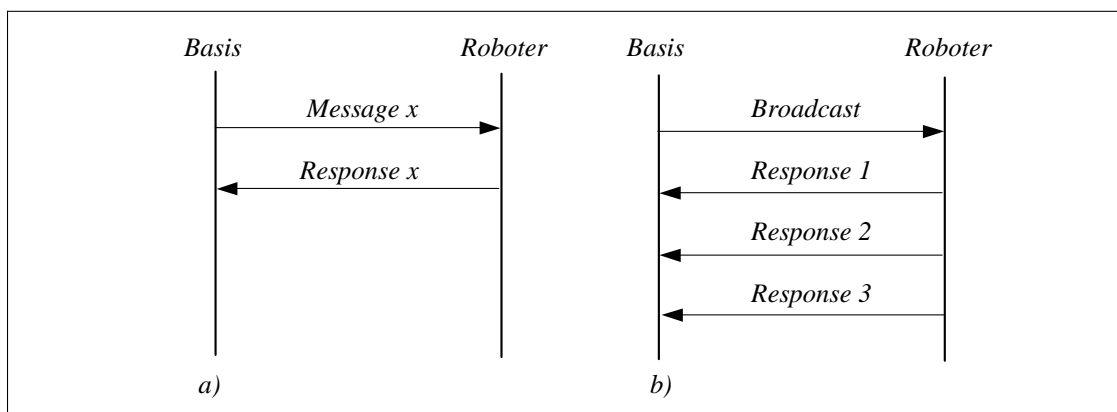 Basis Roboter Basis Roboter
Message x Broadcast
Response x Response 1
Response 2
Response 3
a) b)